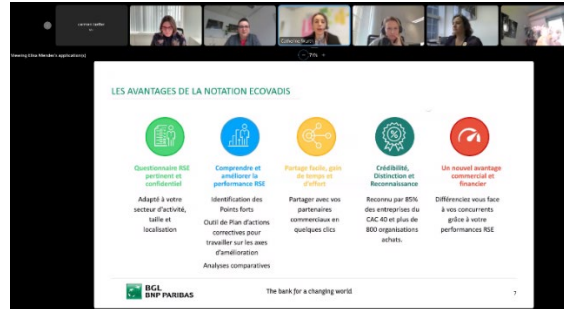 Viewing Elisa Mendes's application(s)
71%
LES AVANTAGES DE LA NOTATION ECOVADIS
Questionnaire RSE
pertinent et
confidentiel
Adapté à votre
secteur d'activité,
taille et
localisation
Comprendre et
améliorer la
performance RSE
Identification des
Points forts
Outil de Plan d'actions
correctives pour
travailler sur les axes
d'amélioration
Analyses comparatives
Partage facile, gain
de temps et
d'effort
Partager avec vos
partenaires
commerciaux en
quelques clics
Crédibilité,
Distinction et
Reconnaissance
Reconnu par 85%
des entreprises du
CAC 40 et plus de
800 organisations
achats.
Un nouvel avantage
commercial et
financier
Différenciez vous face
à vos concurrents
grâce à votre
performances RSE
BGL
BNP PARIBAS
The bank for a changing world
7